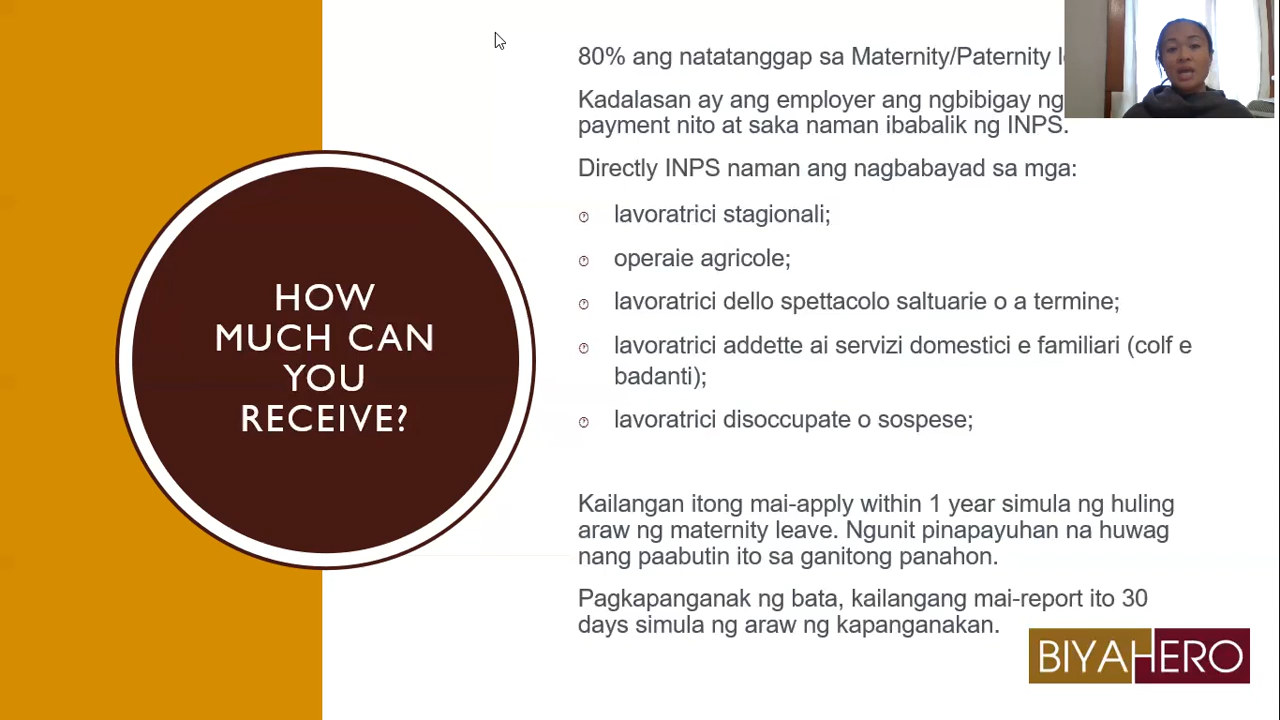 HOW
MUCH CAN
YOU
RECEIVE?
80% ang natatanggap sa Maternity/Paternity
Kadalasan ay ang employer ang ngbibigay ng
payment nito at saka naman ibabalik ng INPS.
Directly INPS naman ang nagbabayad sa mga:
lavoratrici stagionali;
operaie agricole;
lavoratrici dello spettacolo saltuarie o a termine;
lavoratrici addette ai servizi domestici e familiari (colf e
badanti);
lavoratrici disoccupate o sospese;
Kailangan itong mai-apply within 1 year simula ng huling
araw ng maternity leave. Ngunit pinapayuhan na huwag
nang paabutin ito sa ganitong panahon.
Pagkapanganak ng bata, kailangang mai-report ito 30
days simula ng araw ng kapanganakan.
BIYAHERO